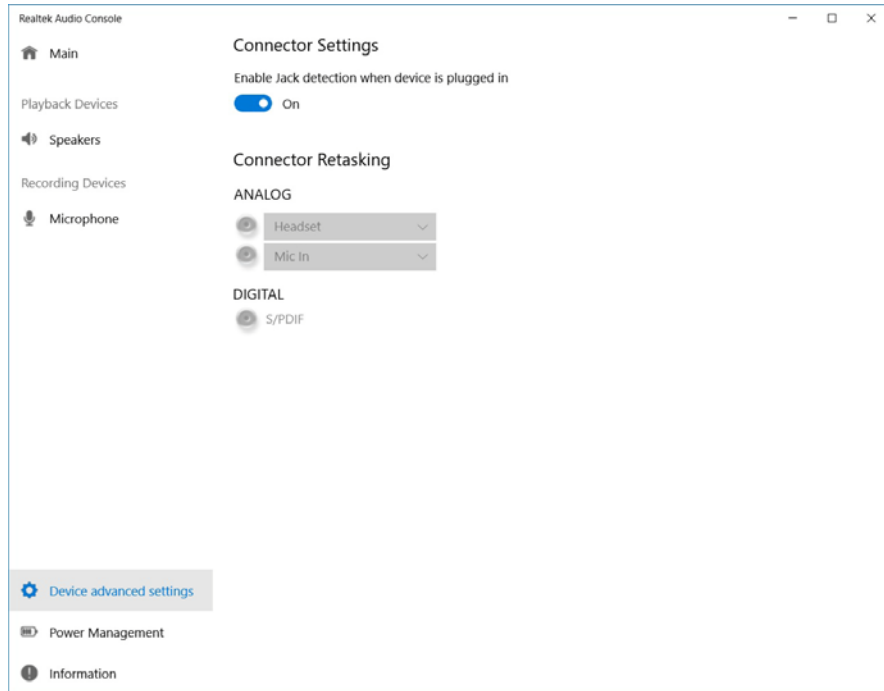 Realtek Audio Console
Main
Playback Devices
Speakers
Recording Devices
Microphone
Device advanced settings
Power Management
Information
Connector Settings
Enable Jack detection when device is plugged in
On
Connector Retasking
ANALOG
Headset
Mic In
DIGITAL
S/PDIF